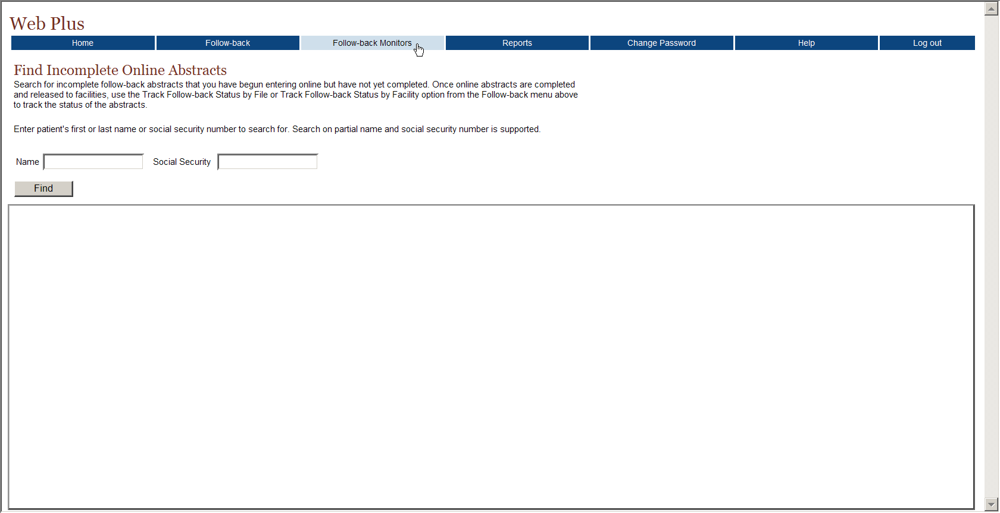 Web Plus
Home
Follow-back
Follow-back Monitors
Reports
Change Password
Help
Log out
Find Incomplete Online Abstracts
Search for incomplete follow-back abstracts that you have begun entering online but have not yet completed. Once online abstracts are completed
and released to facilities, use the Track Follow-back Status by File or Track Follow-back Status by Facility option from the Follow-back menu above
to track the status of the abstracts.
Enter patient's first or last name or social security number to search for. Search on partial name and social security number is supported.
Name
Social Security
Find